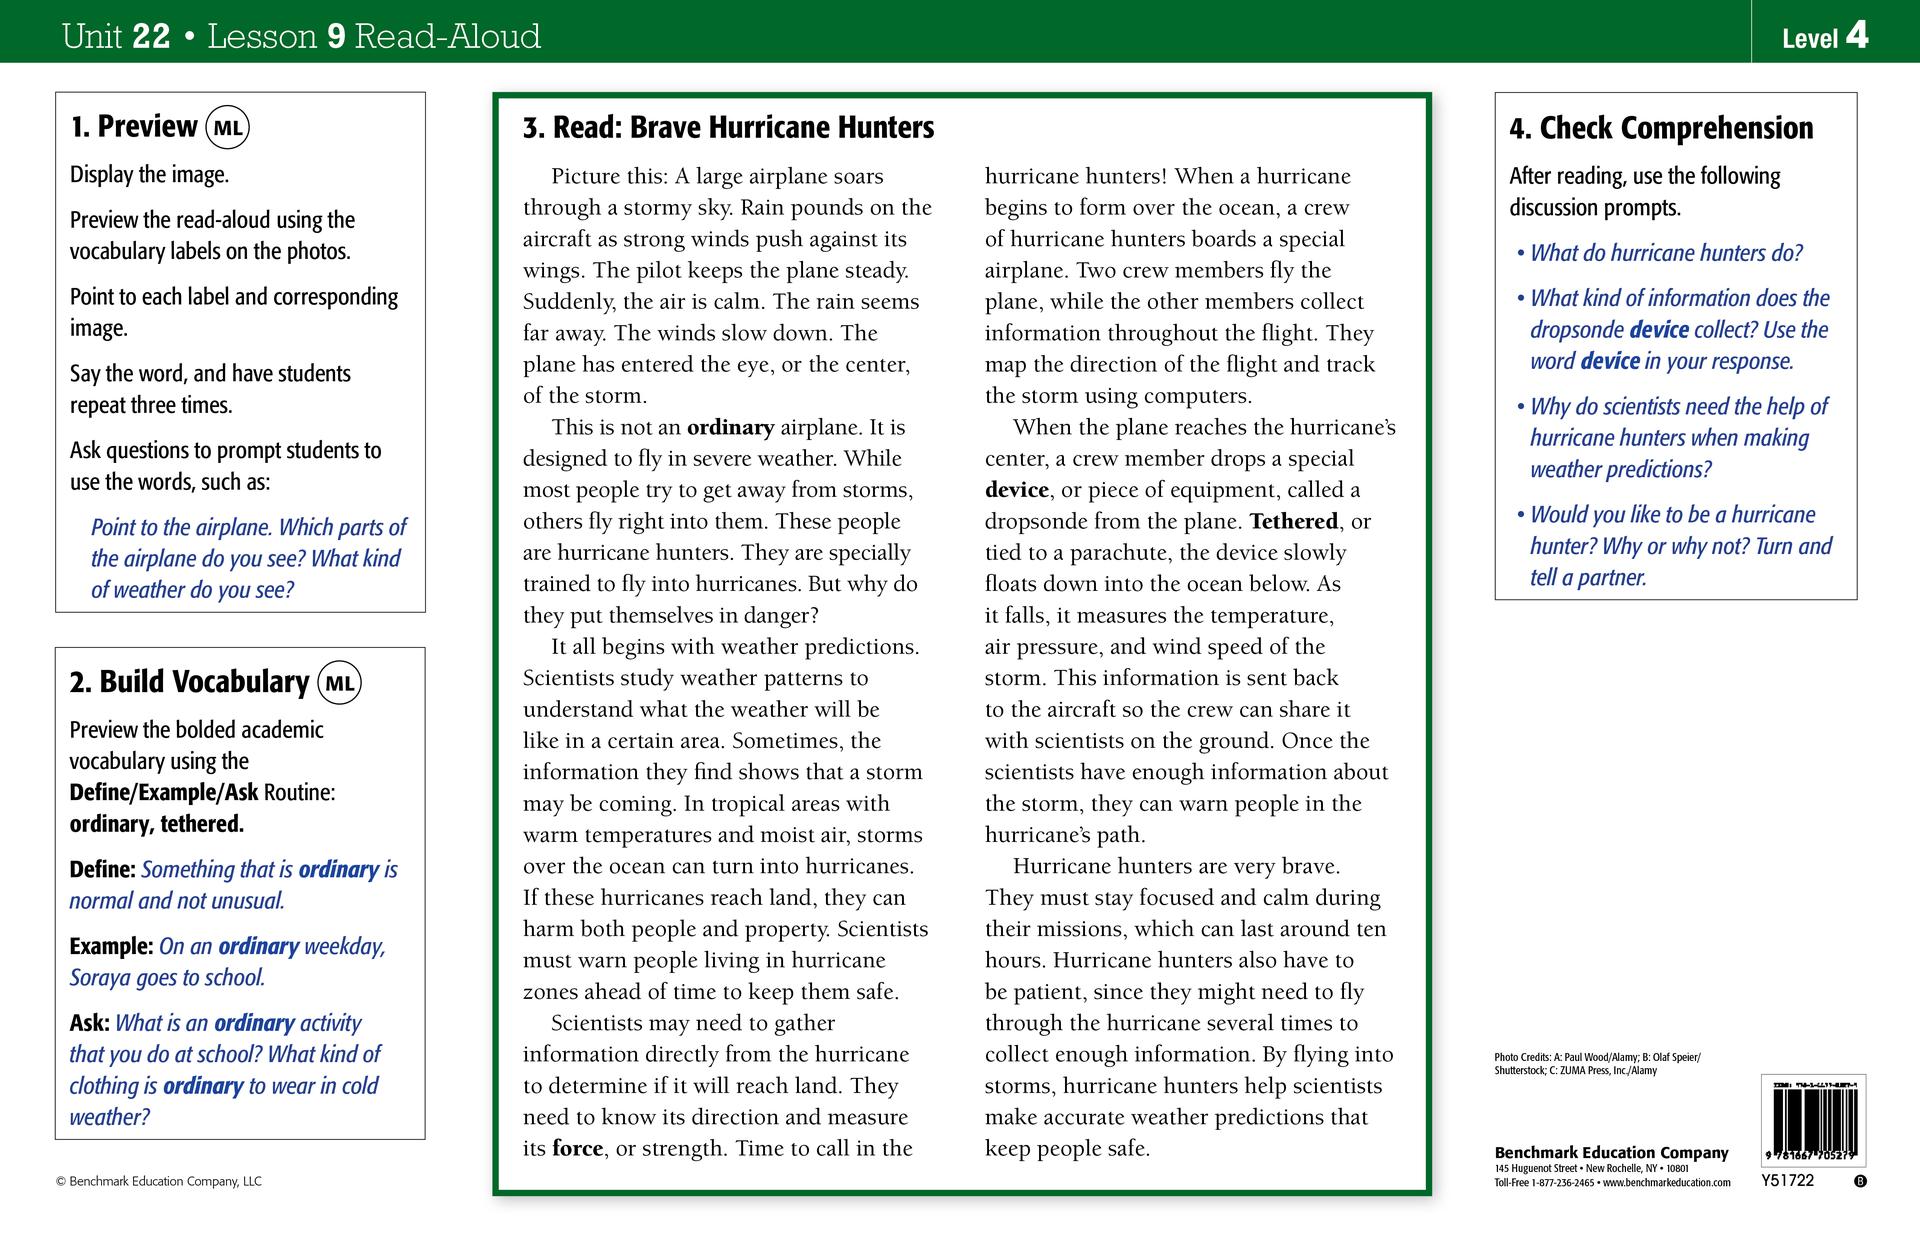 Unit 22 • Lesson 9 Read-Aloud
Level 4
1. Preview ML
Display the image.
Preview the read-aloud using the
vocabulary labels on the photos.
Point to each label and corresponding
image.
Say the word, and have students
repeat three times.
Ask questions to prompt students to
use the words, such as:
Point to the airplane. Which parts of
the airplane do you see? What kind
of weather do you see?
2. Build Vocabulary ML
Preview the bolded academic
vocabulary using the
Define/Example/Ask Routine:
ordinary, tethered.
Define: Something that is ordinary is
normal and not unusual.
Example: On an ordinary weekday,
Soraya goes to school.
Ask: What is an ordinary activity
that you do at school? What kind of
clothing is ordinary to wear in cold
weather?
© Benchmark Education Company, LLC
3. Read: Brave Hurricane Hunters
Picture this: A large airplane soars
through a stormy sky. Rain pounds on the
aircraft as strong winds push against its
wings. The pilot keeps the plane steady.
Suddenly, the air is calm. The rain seems
far away. The winds slow down. The
plane has entered the eye, or the center,
of the storm.
This is not an ordinary airplane. It is
designed to fly in severe weather. While
most people try to get away from storms,
others fly right into them. These people
are hurricane hunters. They are specially
trained to fly into hurricanes. But why do
they put themselves in danger?
It all begins with weather predictions.
Scientists study weather patterns to
understand what the weather will be
like in a certain area. Sometimes, the
information they find shows that a storm
may be coming. In tropical areas with
warm temperatures and moist air, storms
over the ocean can turn into hurricanes.
If these hurricanes reach land, they can
harm both people and property. Scientists
must warn people living in hurricane
zones ahead of time to keep them safe.
Scientists may need to gather
information directly from the hurricane
to determine if it will reach land. They
need to know its direction and measure
its force, or strength. Time to call in the
hurricane hunters! When a hurricane
begins to form over the ocean, a crew
of hurricane hunters boards a special
airplane. Two crew members fly the
plane, while the other members collect
information throughout the flight. They
map the direction of the flight and track
the storm using computers.
When the plane reaches the hurricane's
center, a crew member drops a special
device, or piece of equipment, called a
dropsonde from the plane. Tethered, or
tied to a parachute, the device slowly
floats down into the ocean below. As
it falls, it measures the temperature,
air pressure, and wind speed of the
storm. This information is sent back
to the aircraft so the crew can share it
with scientists on the ground. Once the
scientists have enough information about
the storm, they can warn people in the
hurricane's path.
Hurricane hunters are very brave.
They must stay focused and calm during
their missions, which can last around ten
hours. Hurricane hunters also have to
be patient, since they might need to fly
through the hurricane several times to
collect enough information. By flying into
storms, hurricane hunters help scientists
make accurate weather predictions that
keep people safe.
4. Check Comprehension
After reading, use the following
discussion prompts.
• What do hurricane hunters do?
• What kind of information does the
dropsonde device collect? Use the
word device in your response.
• Why do scientists need the help of
hurricane hunters when making
weather predictions?
• Would you like to be a hurricane
hunter? Why or why not? Turn and
tell a partner.
Photo Credits: A: Paul Wood/Alamy; B: Olaf Speier/
Shutterstock; C: ZUMA Press, Inc./Alamy
Benchmark Education Company
145 Huguenot Street • New Rochelle, NY • 10801
Toll-Free 1-877-236-2465 • www.benchmarkeducation.com
9 781667 705279
Y51722
B